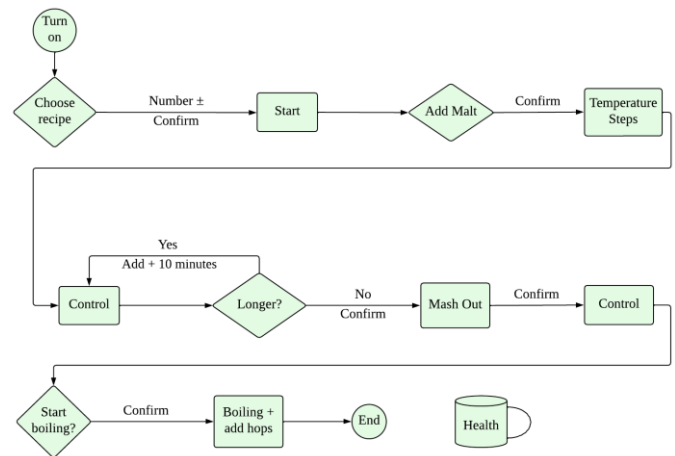 Turn
on
Choose
recipe
Number ±
Confirm
Start
Add Malt
Confirm
Temperature
Steps
Yes
Add + 10 minutes
Control
Longer?
No
Confirm
Mash Out
Confirm
Control
Start
boiling?
Confirm
Boiling +
add hops
End
Health